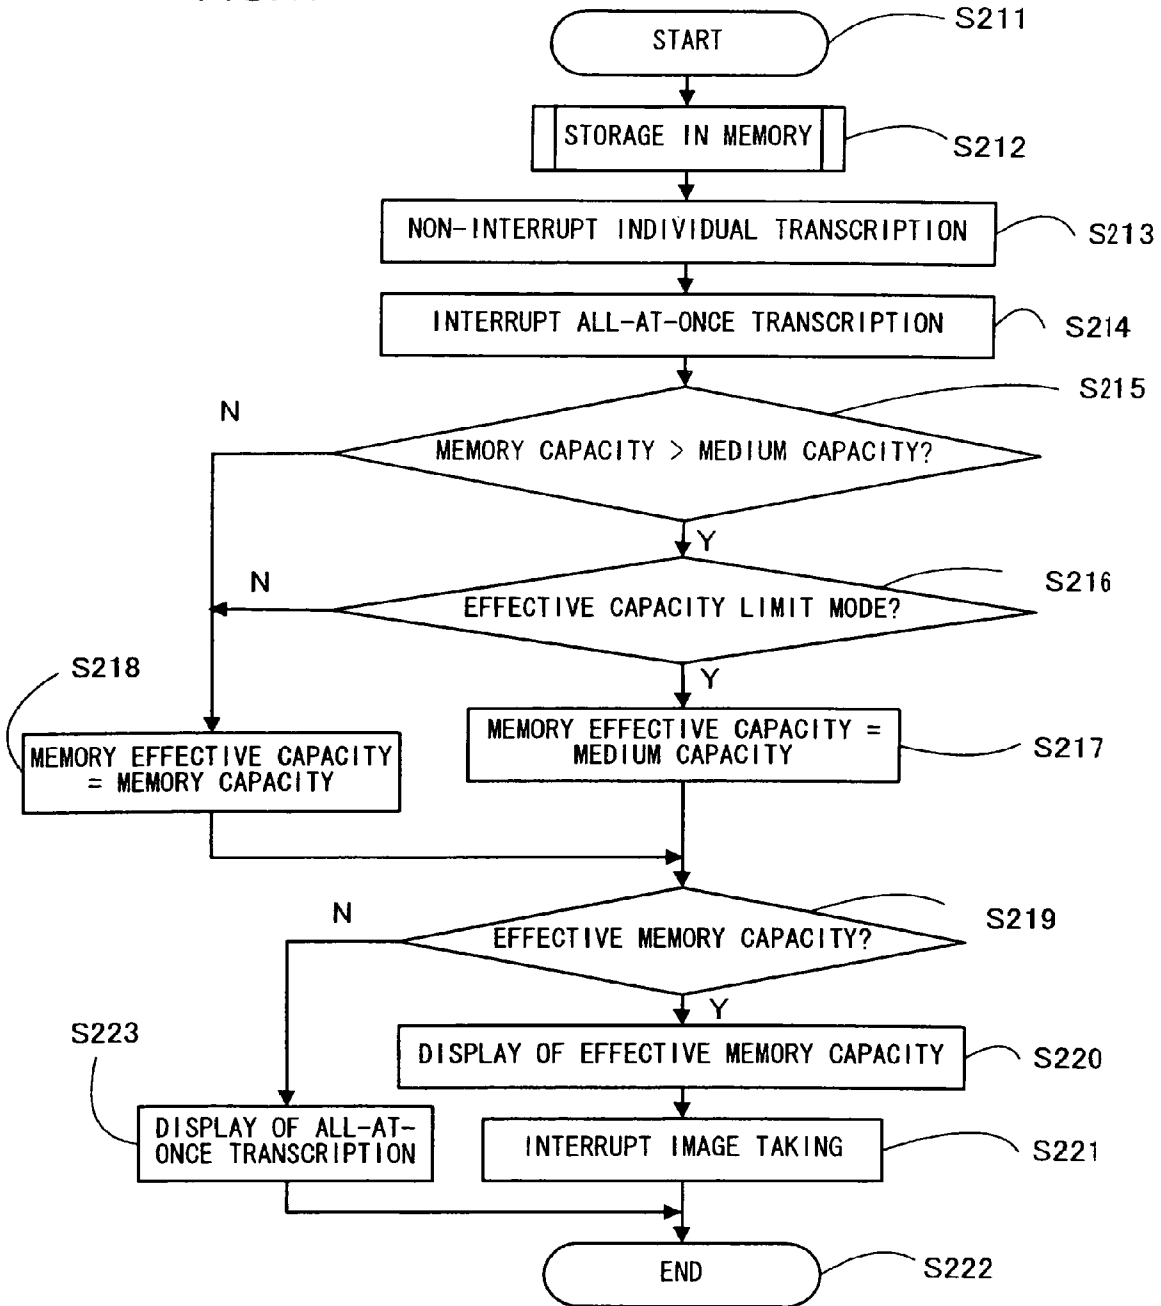 START
S211
STORAGE IN MEMORY
S212
NON-INTERRUPT INDIVIDUAL TRANSCRIPTION
S213
INTERRUPT ALL-AT-ONCE TRANSCRIPTION
S214
S215
N
MEMORY CAPACITY > MEDIUM CAPACITY?
Y
N
S216
EFFECTIVE CAPACITY LIMIT MODE?
Y
S218
MEMORY EFFECTIVE CAPACITY
= MEMORY CAPACITY
MEMORY EFFECTIVE CAPACITY =
MEDIUM CAPACITY
S217
N
S219
EFFECTIVE MEMORY CAPACITY?
Y
S223
DISPLAY OF EFFECTIVE MEMORY CAPACITY
S220
DISPLAY OF ALL-AT-
ONCE TRANSCRIPTION
INTERRUPT IMAGE TAKING
S221
END
S222